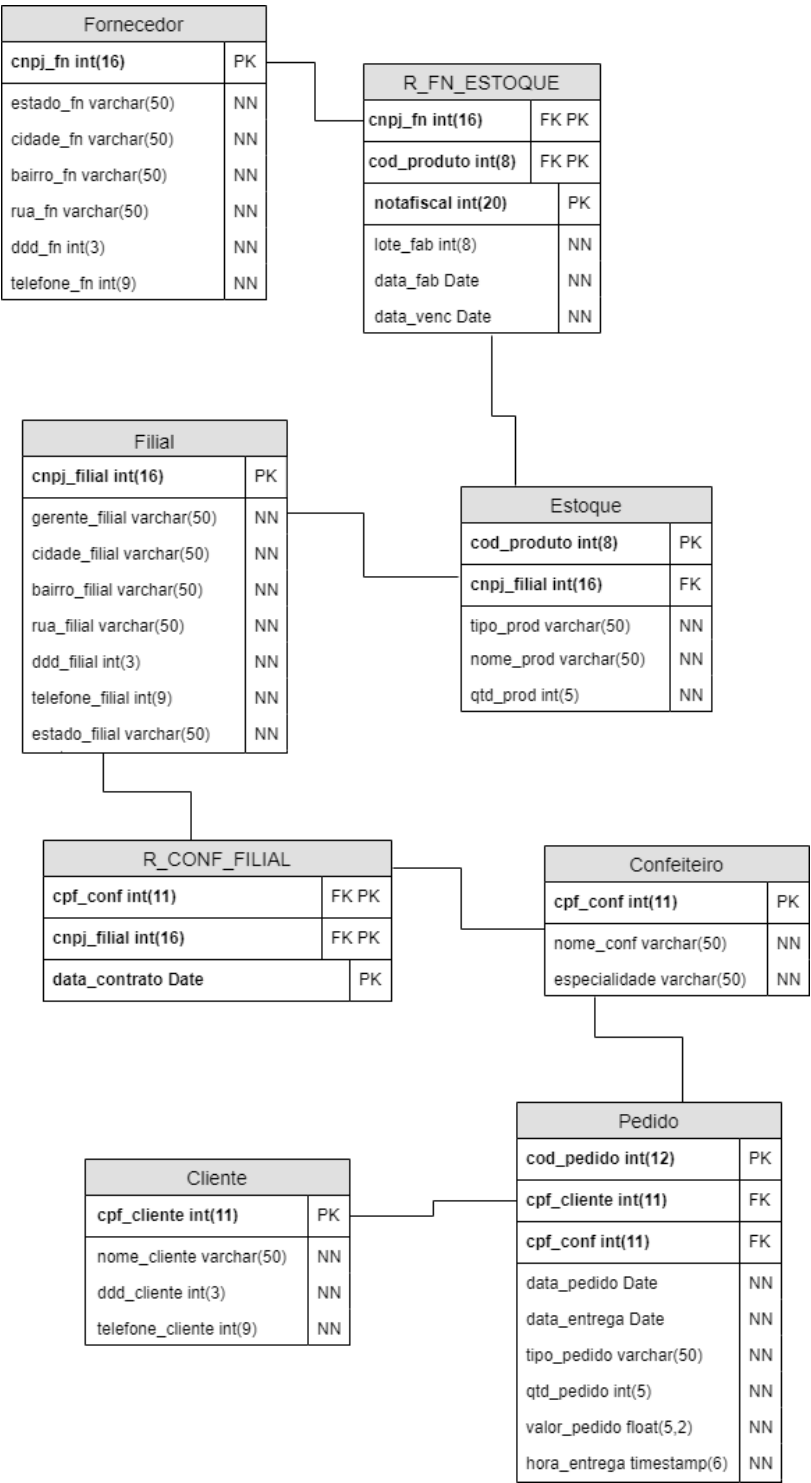 Fornecedor
cnpj_fn int(16) PK
estado_fn varchar(50) NN
cidade_fn varchar(50) NN
bairro_fn varchar(50) NN
rua_fn varchar(50) NN
ddd_fn int(3) NN
telefone_fn int(9) NN
R_FN_ESTOQUE
cnpj_fn int(16) FK PK
cod_produto int(8) FK PK
notafiscal int(20) PK
lote_fab int(8) NN
data_fab Date NN
data_venc Date NN
Filial
cnpj_filial int(16) PK
gerente_filial varchar(50) NN
cidade_filial varchar(50) NN
bairro_filial varchar(50) NN
rua_filial varchar(50) NN
ddd_filial int(3) NN
telefone_filial int(9) NN
estado_filial varchar(50) NN
Estoque
cod_produto int(8) PK
cnpj_filial int(16) FK
tipo_prod varchar(50) NN
nome_prod varchar(50) NN
qtd_prod int(5) NN
R_CONF_FILIAL
cpf_conf int(11) FK PK
cnpj_filial int(16) FK PK
data_contrato Date PK
Confeiteiro
cpf_conf int(11) PK
nome_conf varchar(50) NN
especialidade varchar(50) NN
Cliente
cpf_cliente int(11) PK
nome_cliente varchar(50) NN
ddd_cliente int(3) NN
telefone_cliente int(9) NN
Pedido
cod_pedido int(12) PK
cpf_cliente int(11) FK
cpf_conf int(11) FK
data_pedido Date NN
data_entrega Date NN
tipo_pedido varchar(50) NN
qtd_pedido int(5) NN
valor_pedido float(5,2) NN
hora_entrega timestamp(6) NN